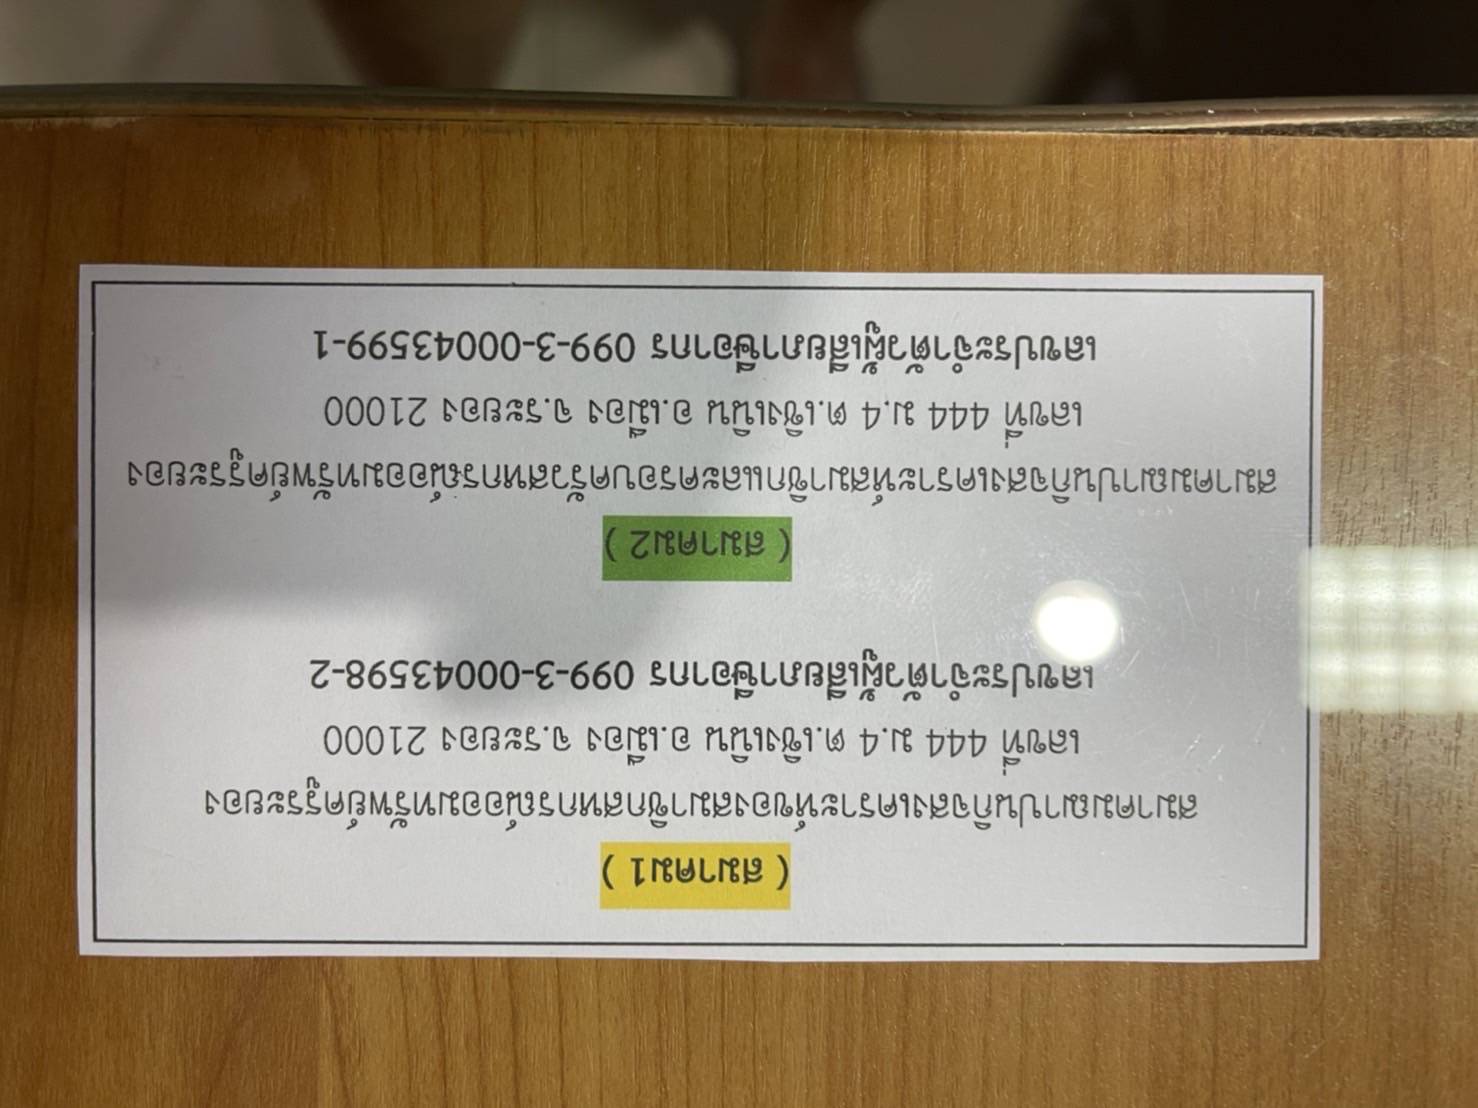 ( สมาคม1 )
สมาคมฌาปนกิจสงเคราะห์ของสมาชิกสหกรณ์ออมทรัพย์ครูระยอง
เลขที่ 444 ม.4 ต.เชิงเนิน อ.เมือง จ.ระยอง 21000
เลขประจำตัวผู้เสียภาษีอากร 099-3-00043598-2
( สมาคม2 )
สมาคมฌาปนกิจสงเคราะห์สมาชิกและครอบครัวสหกรณ์ออมทรัพย์ครูระยอง
เลขที่ 444 ม.4 ต.เชิงเนิน อ.เมือง จ.ระยอง 21000
เลขประจำตัวผู้เสียภาษีอากร 099-3-00043599-1